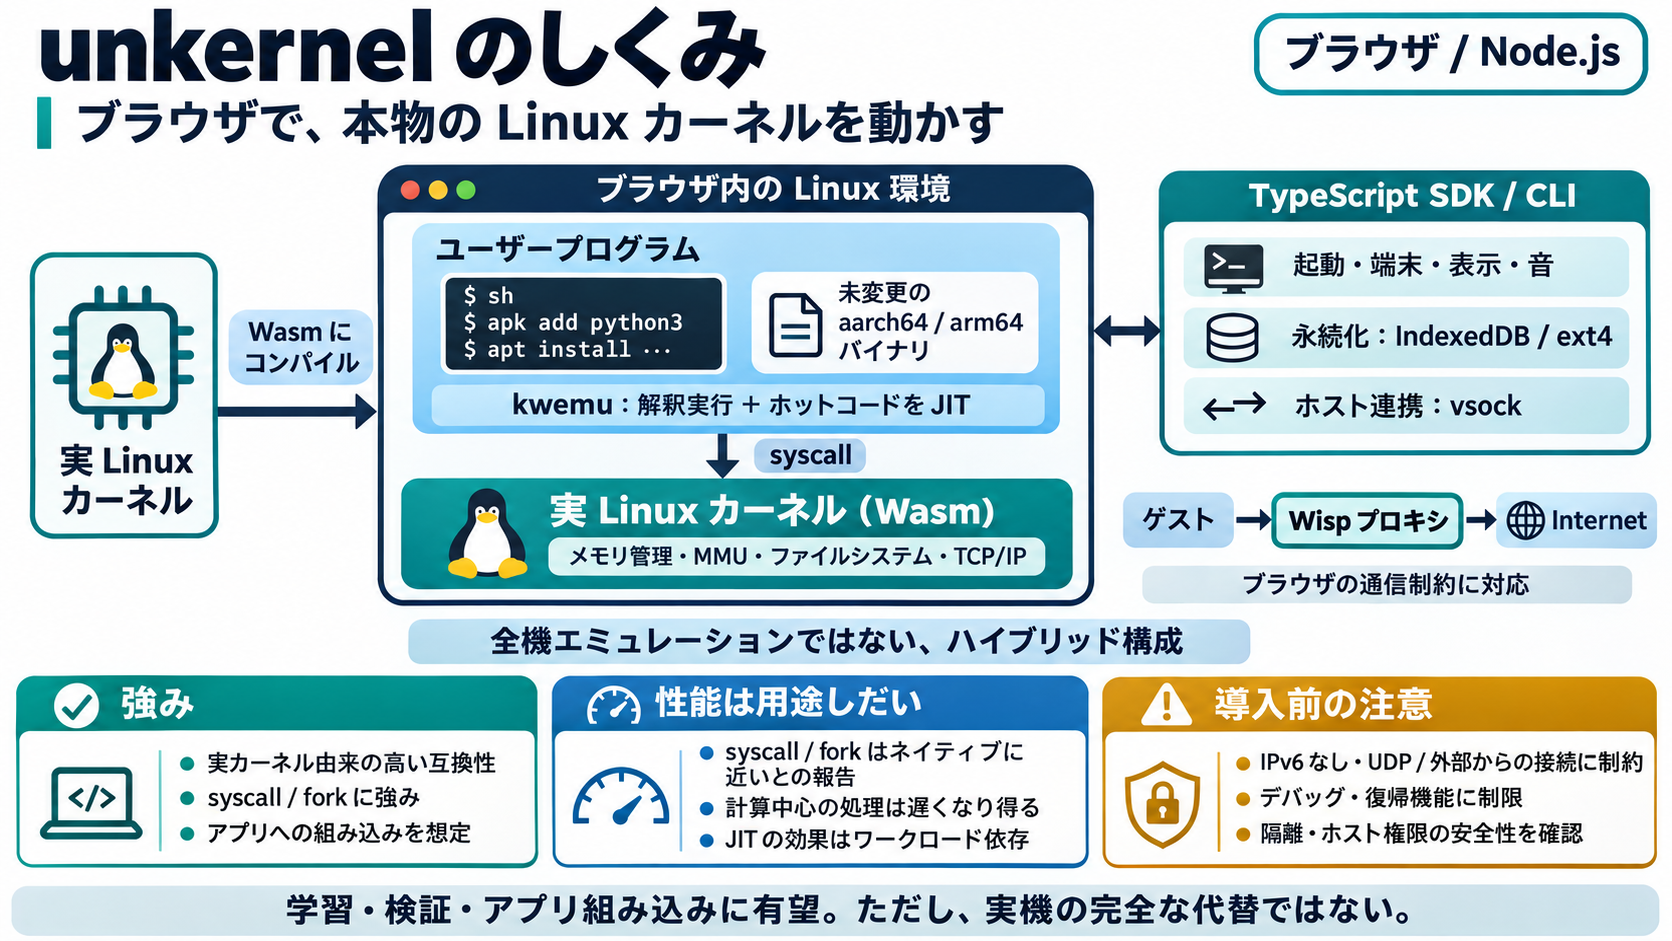 unkernel のしくみ
ブラウザで、本物の Linux カーネルを動かす
ブラウザ / Node.js
実 Linux
カーネル
Wasm に
コンパイル
ブラウザ内の Linux 環境
ユーザープログラム
$ sh
$ apk add python3
$ apt install ···
未変更の
aarch64 / arm64
バイナリ
kwemu：解釈実行 ＋ ホットコードを JIT
syscall
実 Linux カーネル (Wasm)
メモリ管理・MMU・ファイルシステム・TCP/IP
TypeScript SDK / CLI
起動・端末・表示・音
永続化：IndexedDB / ext4
ホスト連携：vsock
ゲスト
Wisp プロキシ
Internet
ブラウザの通信制約に対応
全機エミュレーションではない、ハイブリッド構成
強み
</>
実カーネル由来の高い互換性
syscall / fork に強み
アプリへの組み込みを想定
性能は用途しだい
syscall / fork はネイティブに
近いとの報告
計算中心の処理は遅くなり得る
JIT の効果はワークロード依存
導入前の注意
IPv6 なし・UDP / 外部からの接続に制約
デバッグ・復帰機能に制限
隔離・ホスト権限の安全性を確認
学習・検証・アプリ組み込みに有望。ただし、実機の完全な代替ではない。